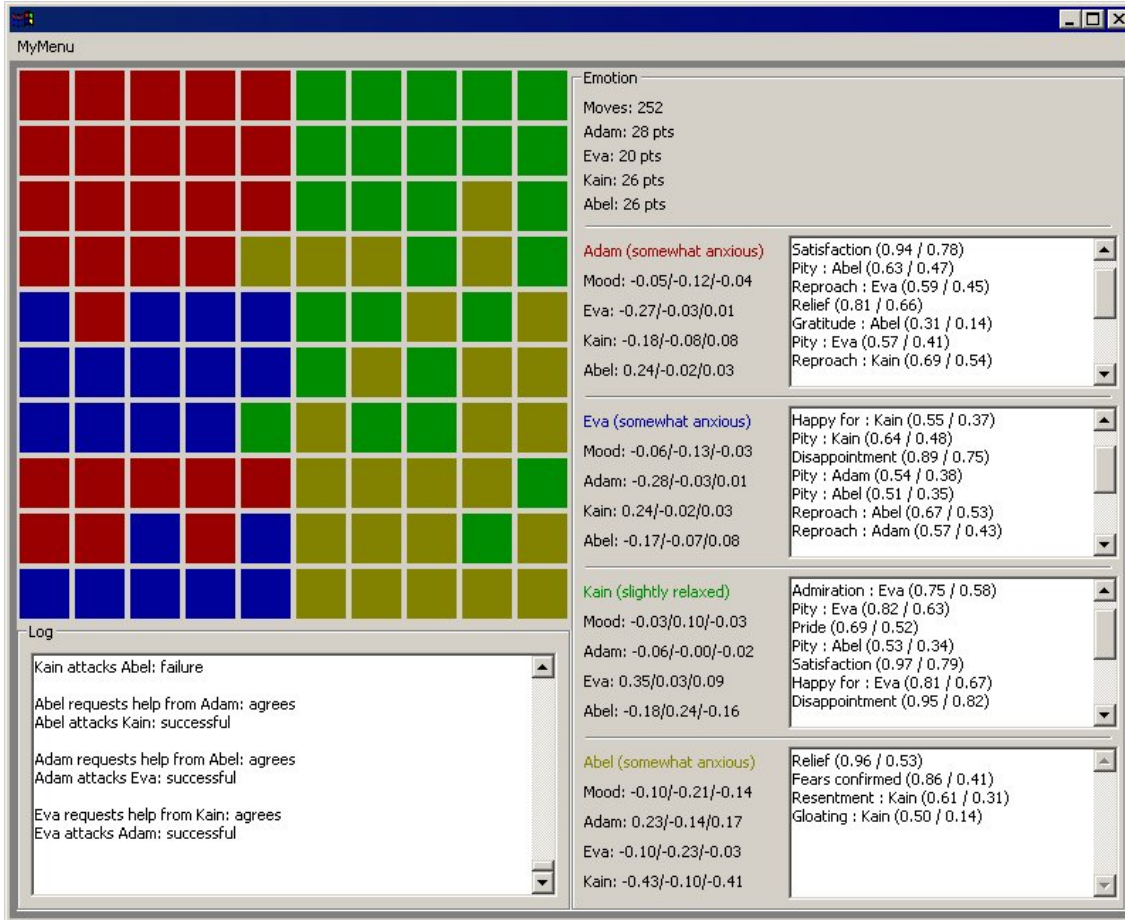 MyMenu
Emotion
Moves: 252
Adam: 28 pts
Eva: 20 pts
Kain: 26 pts
Abel: 26 pts
Adam (somewhat anxious)
Mood: -0.05/-0.12/-0.04
Eva: -0.27/-0.03/0.01
Kain: -0.18/-0.08/0.08
Abel: 0.24/-0.02/0.03
Satisfaction (0.94 / 0.78)
Pity : Abel (0.63 / 0.47)
Reproach : Eva (0.59 / 0.45)
Relief (0.81 / 0.66)
Gratitude : Abel (0.31 / 0.14)
Pity : Eva (0.57 / 0.41)
Reproach : Kain (0.69 / 0.54)
Eva (somewhat anxious)
Mood: -0.06/-0.13/-0.03
Adam: -0.28/-0.03/0.01
Kain: 0.24/-0.02/0.03
Abel: -0.17/-0.07/0.08
Happy for : Kain (0.55 / 0.37)
Pity : Kain (0.64 / 0.48)
Disappointment (0.89 / 0.75)
Pity : Adam (0.54 / 0.38)
Pity : Abel (0.51 / 0.35)
Reproach : Abel (0.67 / 0.53)
Reproach : Adam (0.57 / 0.43)
Kain (slightly relaxed)
Mood: -0.03/0.10/-0.03
Adam: -0.06/-0.00/-0.02
Eva: 0.35/0.03/0.09
Abel: -0.18/0.24/-0.16
Admiration : Eva (0.75 / 0.58)
Pity : Eva (0.82 / 0.63)
Pride (0.69 / 0.52)
Pity : Abel (0.53 / 0.34)
Satisfaction (0.97 / 0.79)
Happy for : Eva (0.81 / 0.67)
Disappointment (0.95 / 0.82)
Abel (somewhat anxious)
Mood: -0.10/-0.21/-0.14
Adam: 0.23/-0.14/0.17
Eva: -0.10/-0.23/-0.03
Kain: -0.43/-0.10/-0.41
Relief (0.96 / 0.53)
Fears confirmed (0.86 / 0.41)
Resentment : Kain (0.61 / 0.31)
Gloating : Kain (0.50 / 0.14)
Log
Kain attacks Abel: failure
Abel requests help from Adam: agrees
Abel attacks Kain: successful
Adam requests help from Abel: agrees
Adam attacks Eva: successful
Eva requests help from Kain: agrees
Eva attacks Adam: successful